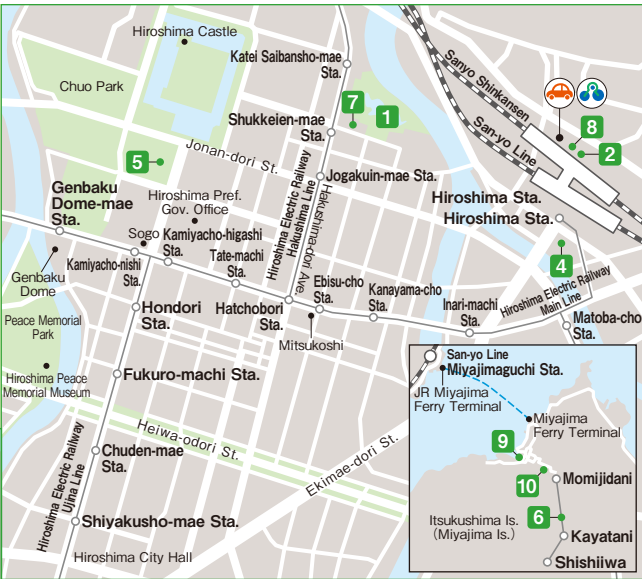 Hiroshima Castle
Katei Saibansho-mae
Sta.
Sanyo Shinkansen
Chuo Park
San-yo Line
7
1
8
Shukkeien-mae
Sta.
2
5
Jonan-dori St.
Jogakuin-mae Sta.
Genbaku
Dome-mae
Sta.
Hiroshima Pref.
Gov. Office
Hiroshima Electric Railway
Hakushima Line
Hakushima-dori Ave.
Hiroshima Sta.
Hiroshima Sta.
Sogo
Kamiyacho-higashi
Sta.
4
Genbaku
Dome
Kamiyacho-nishi
Sta.
Tate-machi
Sta.
Ebisu-cho
Sta.
Kanayama-cho
Sta.
Hiroshima Electric Railway
Main Line
Hondori
Sta.
Hatchobori
Sta.
Inari-machi
Sta.
Matoba-cho
Sta.
Peace Memorial
Park
Mitsukoshi
San-yo Line
Miyajimaguchi Sta.
Hiroshima Peace
Memorial Museum
Fukuro-machi Sta.
JR Miyajima
Ferry Terminal
Miyajima
Ferry Terminal
Heiwa-odori St.
Chuden-mae
Sta.
Ekimae-dori St.
9
10
Momijidani
Hiroshima Electric Railway
Ujina Line
Itsukushima Is.
(Miyajima Is.)
6
Shiyakusho-mae Sta.
Kayatani
Hiroshima City Hall
Shishiiwa